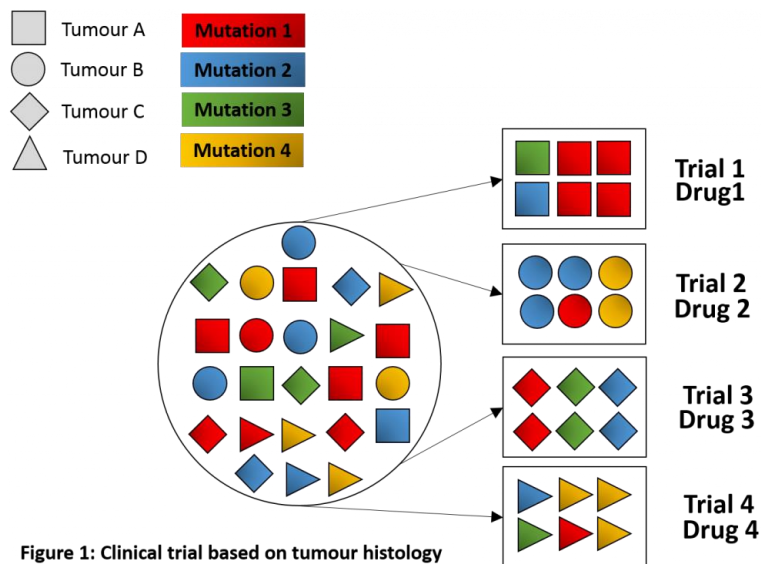 Tumour A
Mutation 1
Tumour B
Mutation 2
Tumour C
Mutation 3
Tumour D
Mutation 4
Trial 1
Drug1
Trial 2
Drug 2
Trial 3
Drug 3
Trial 4
Drug 4
Figure 1: Clinical trial based on tumour histology